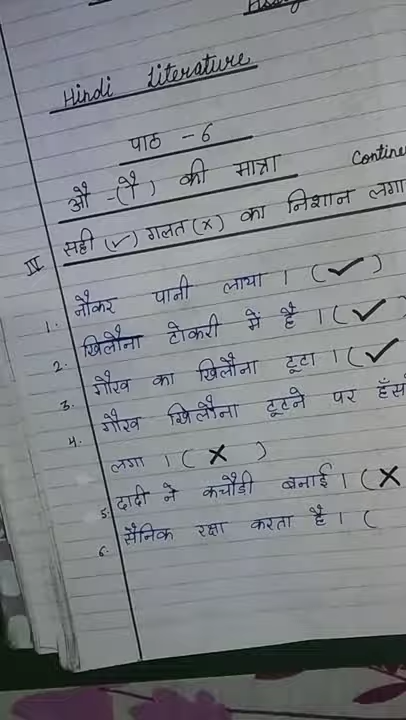 Hindi Literature
पाठ - 6
औ - (ौ) की मात्रा
IV सही (✓) गलत (x) का निशान लगा
1. नौकर पानी लाया । (✓)
2. खिलौना टोकरी में है । (✓)
3. गौरव का खिलौना टूटा । (✓
4. गौरव खिलौना टूटने पर हँस
लगा । (x)
5. दादी ने कचौड़ी बनाई । (x
6. सैनिक रक्षा करता है । (